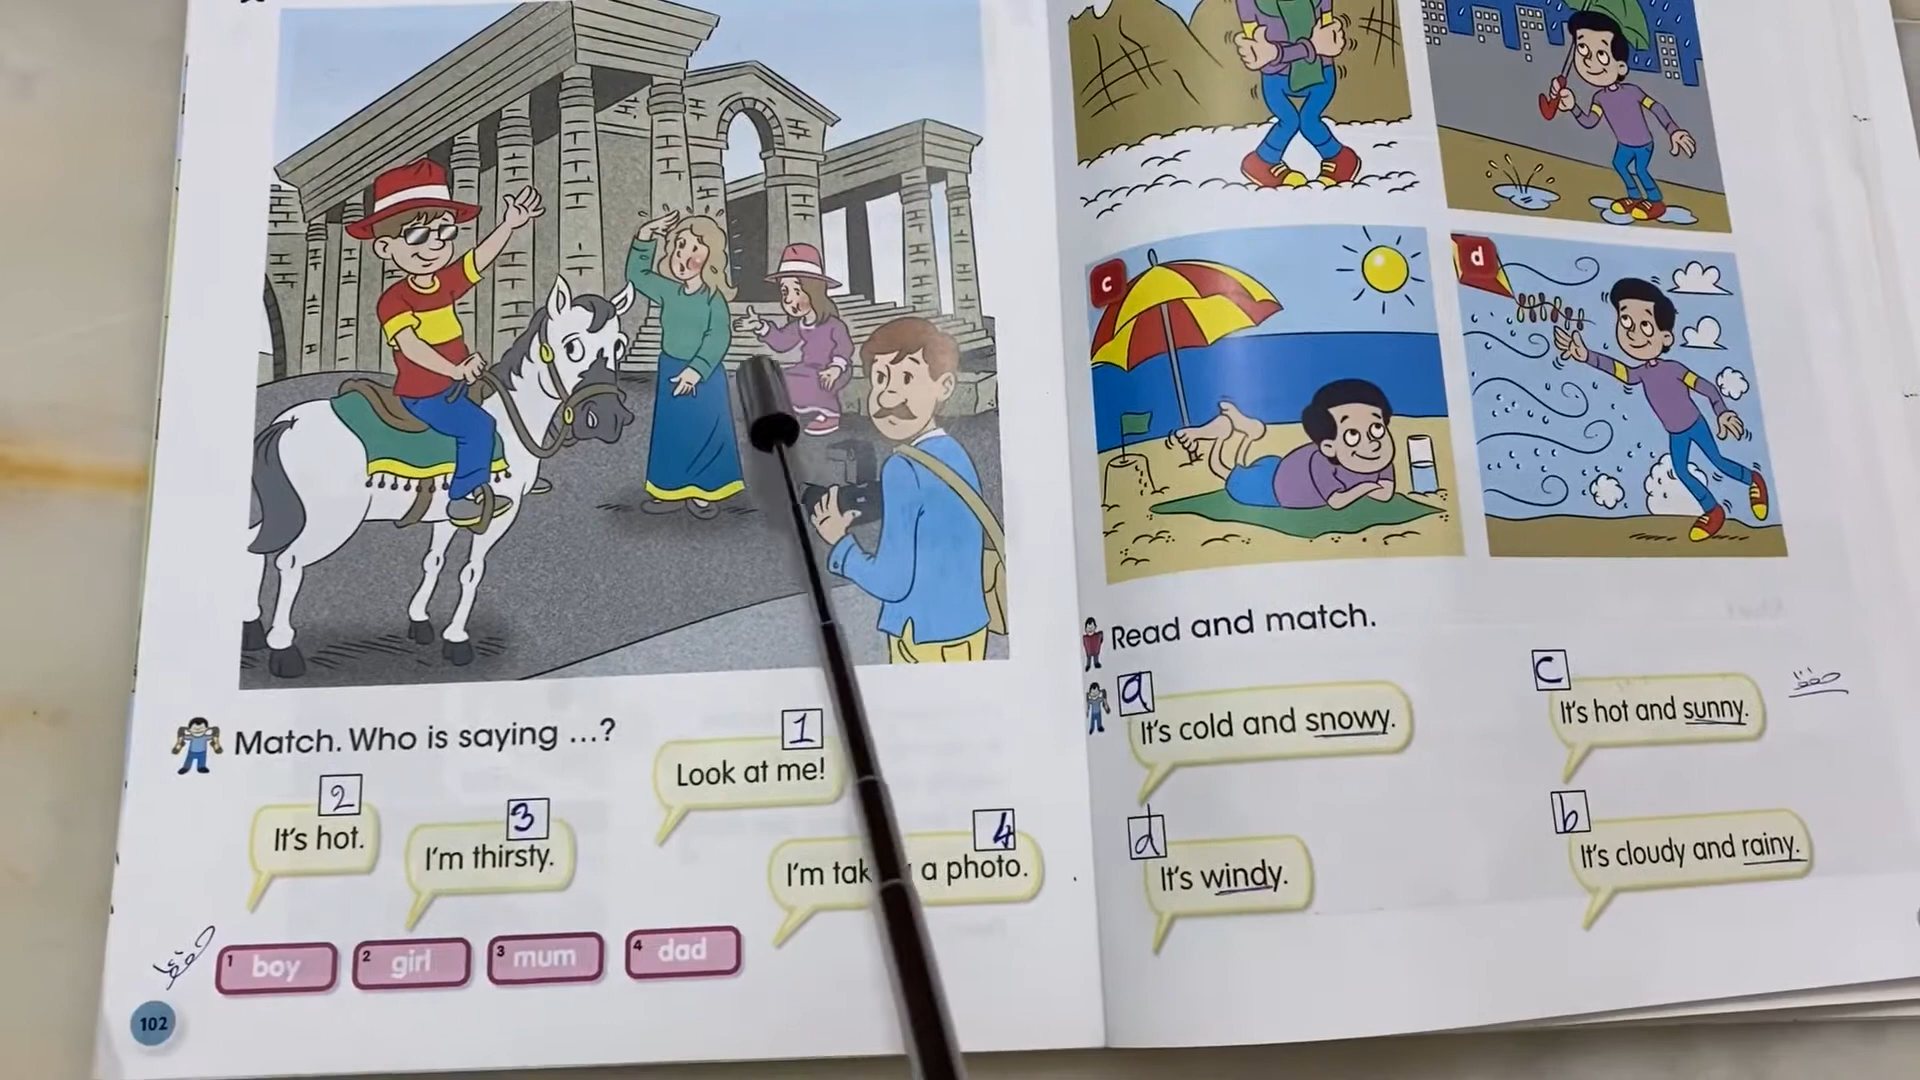 Match. Who is saying ...?
1
Look at me!
2
It's hot.
3
I'm thirsty.
4
I'm tak a photo.
1 boy
2 girl
3 mum
4 dad
102
c
d
Read and match.
a
It's cold and snowy.
c
It's hot and sunny.
d
It's windy.
b
It's cloudy and rainy.